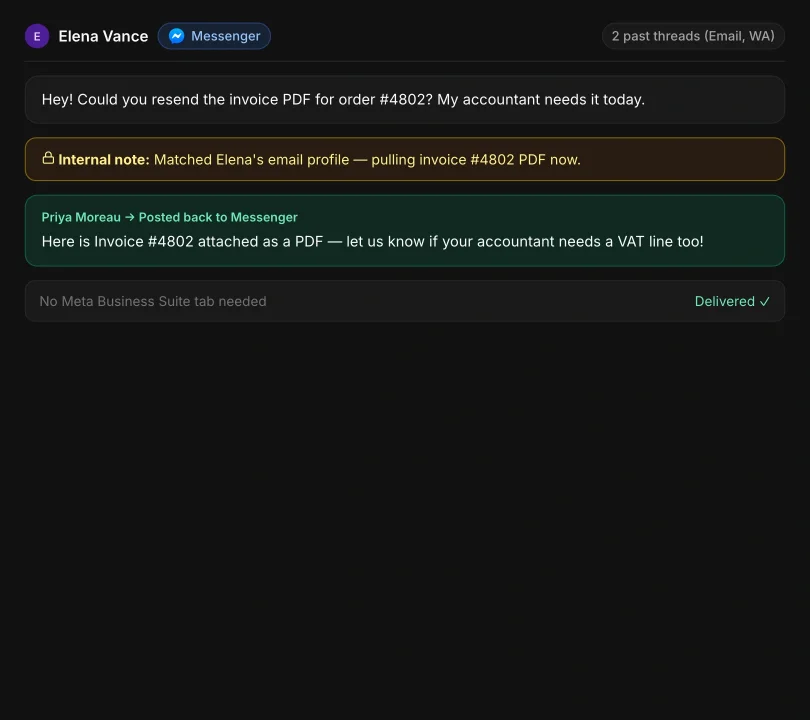 E Elena Vance Messenger 2 past threads (Email, WA)
Hey! Could you resend the invoice PDF for order #4802? My accountant needs it today.
Internal note: Matched Elena's email profile — pulling invoice #4802 PDF now.
Priya Moreau → Posted back to Messenger
Here is Invoice #4802 attached as a PDF — let us know if your accountant needs a VAT line too!
No Meta Business Suite tab needed Delivered ✓